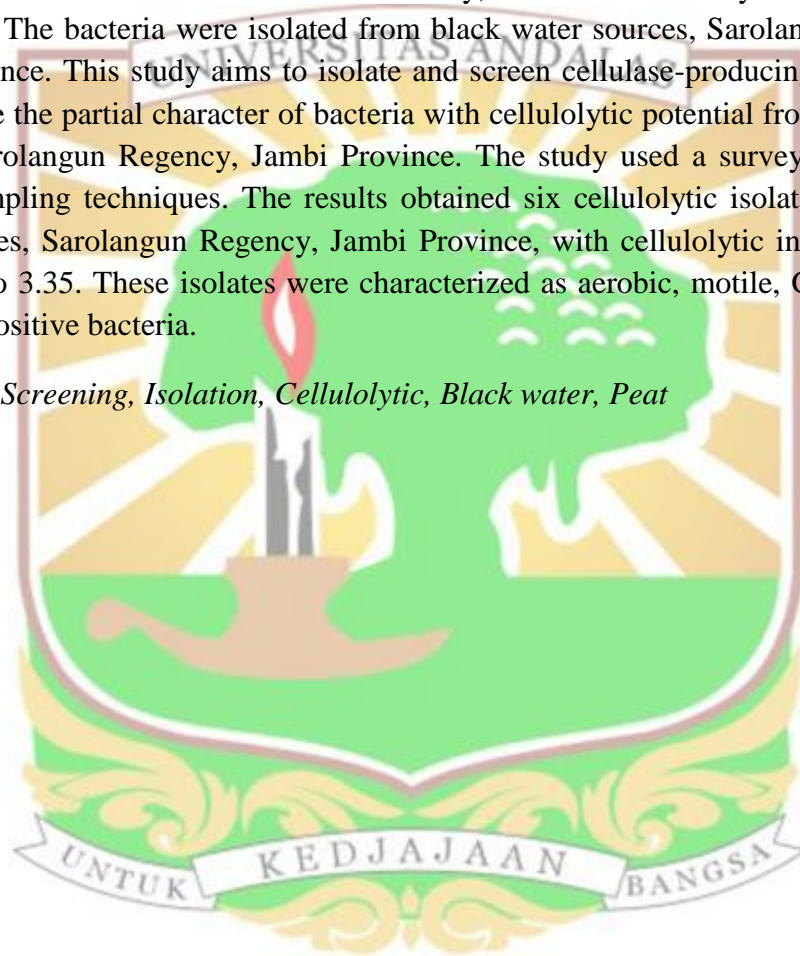 The bacteria were isolated from black water sources, Sarolan
UNIVERSITAS ANDALAS
nce. This study aims to isolate and screen cellulase-producin
e the partial character of bacteria with cellulolytic potential fro
rolangun Regency, Jambi Province. The study used a survey
npling techniques. The results obtained six cellulolytic isolat
es, Sarolangun Regency, Jambi Province, with cellulolytic in
o 3.35. These isolates were characterized as aerobic, motile,
ositive bacteria.
Screening, Isolation, Cellulolytic, Black water, Peat
UNTUK KEDJAJAAN BANGSA